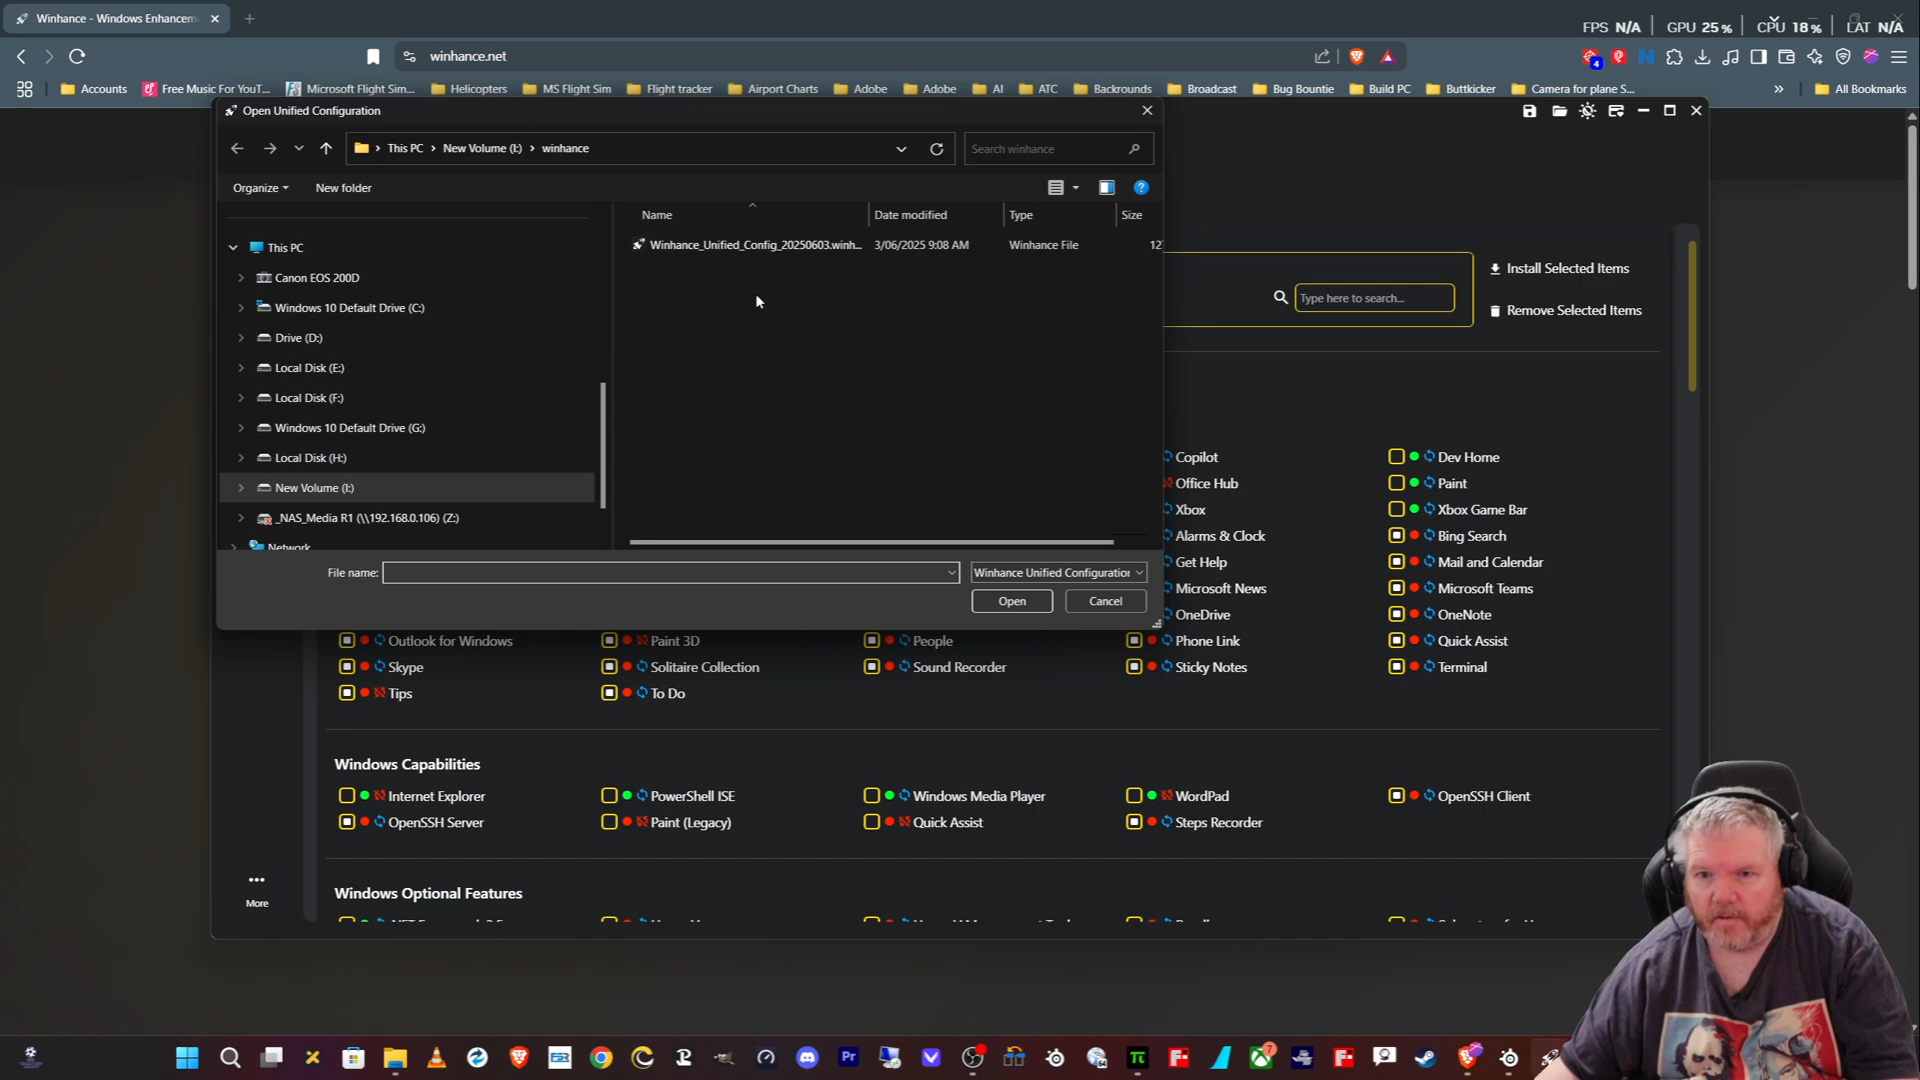 Winhance - Windows Enhancem
FPS N/A GPU 25% CPU 18% LAT N/A
winhance.net
4
Accounts Free Music For YouT... Microsoft Flight Sim... Helicopters MS Flight Sim Flight tracker Airport Charts Adobe Adobe AI ATC Backrounds Broadcast Bug Bountie Build PC Buttkicker Camera for plane S... » All Bookmarks
Open Unified Configuration
This PC › New Volume (I:) › winhance
Search winhance
Organize New folder
Name Date modified Type Size
Winhance_Unified_Config_20250603.winh... 3/06/2025 9:08 AM Winhance File 12
This PC
Canon EOS 200D
Windows 10 Default Drive (C:)
Drive (D:)
Local Disk (E:)
Local Disk (F:)
Windows 10 Default Drive (G:)
Local Disk (H:)
New Volume (I:)
_NAS_Media R1 (\\192.168.0.106) (Z:)
Network
File name: Winhance Unified Configuration
Open Cancel
Type here to search...
Install Selected Items
Remove Selected Items
Copilot Dev Home
Office Hub Paint
Xbox Xbox Game Bar
Alarms & Clock Bing Search
Get Help Mail and Calendar
Microsoft News Microsoft Teams
OneDrive OneNote
Outlook for Windows Paint 3D People Phone Link Quick Assist
Skype Solitaire Collection Sound Recorder Sticky Notes Terminal
Tips To Do
Windows Capabilities
Internet Explorer PowerShell ISE Windows Media Player WordPad OpenSSH Client
OpenSSH Server Paint (Legacy) Quick Assist Steps Recorder
Windows Optional Features
More
FSR
Pr
7